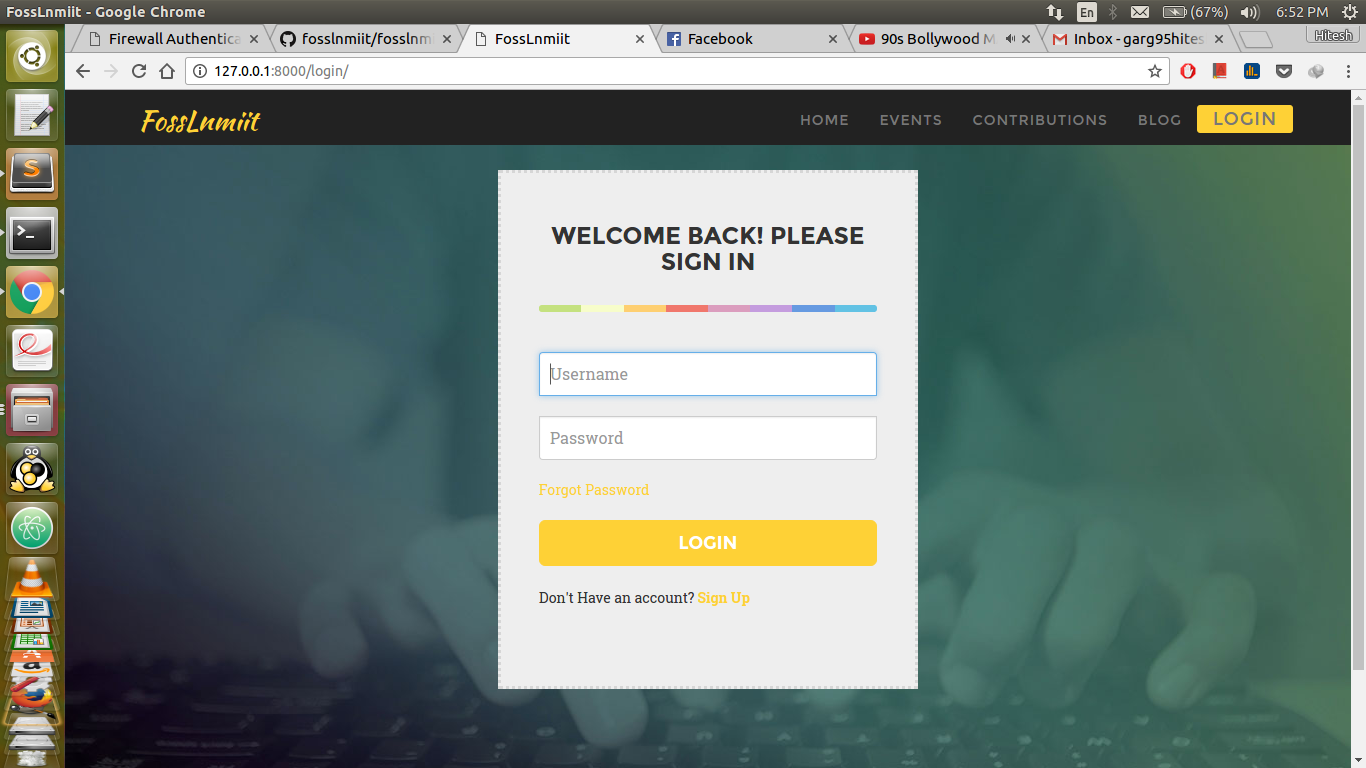 FossLnmiit - Google Chrome
En
(67%)
6:52 PM
Firewall Authentica
fosslnmiit/fosslnm
FossLnmiit
Facebook
90s Bollywood M
Inbox - garg95hites
Hitesh
127.0.0.1:8000/login/
FossLnmiit
HOME
EVENTS
CONTRIBUTIONS
BLOG
LOGIN
WELCOME BACK! PLEASE
SIGN IN
Username
Password
Forgot Password
LOGIN
Don't Have an account? Sign Up